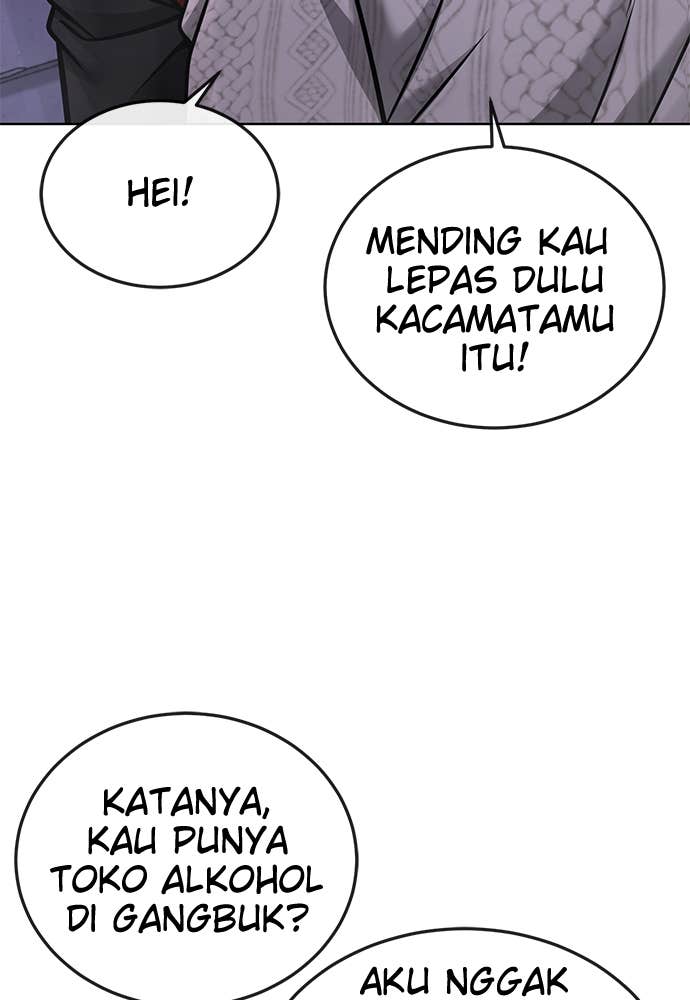 HEI!
MENDING KAU
LEPAS DULU
KACAMATAMU
ITU!
KATANYA,
KAU PUNYA
TOKO ALKOHOL
DI GANGBUK?
AKU NGGAK